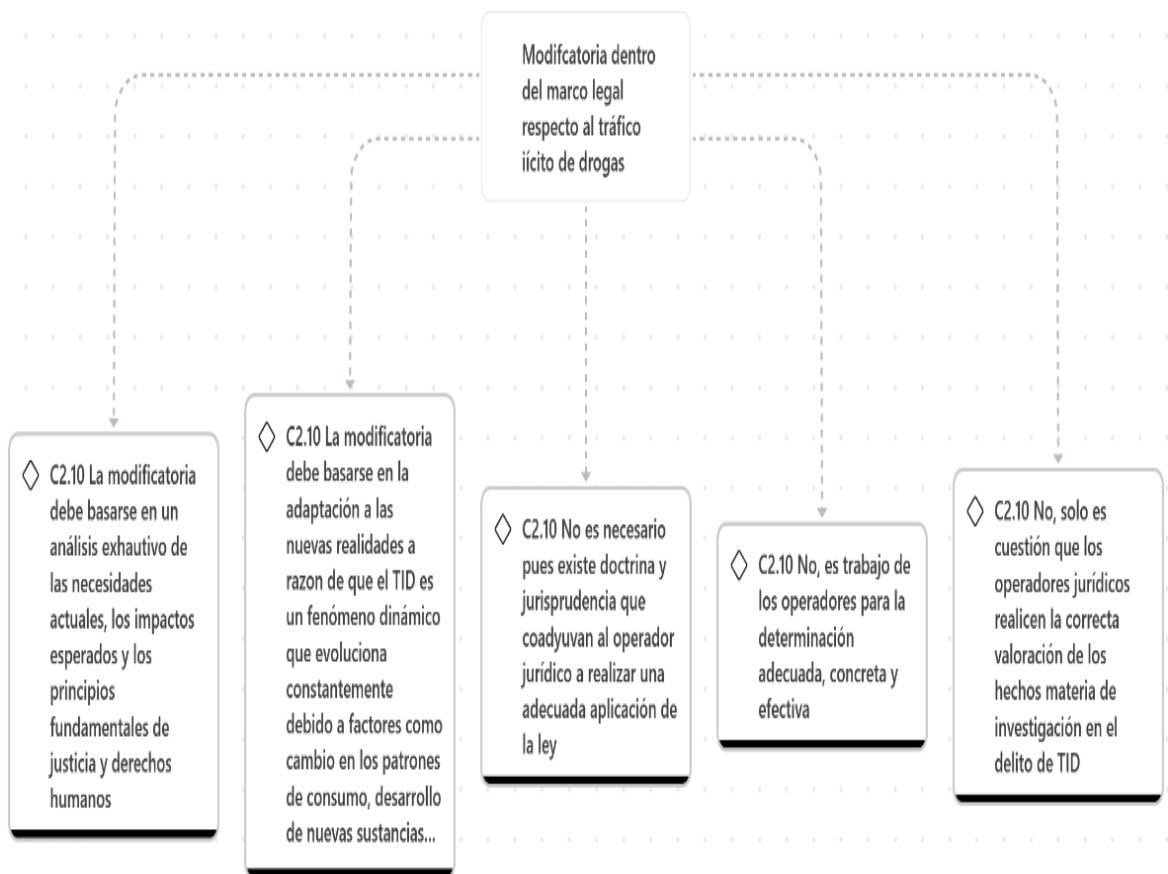 Modifcatoria dentro
del marco legal
respecto al tráfico
iícito de drogas
C2.10 La modificatoria
debe basarse en un
análisis exhautivo de
las necesidades
actuales, los impactos
esperados y los
principios
fundamentales de
justicia y derechos
humanos
C2.10 La modificatoria
debe basarse en la
adaptación a las
nuevas realidades a
razon de que el TID es
un fenómeno dinámico
que evoluciona
constantemente
debido a factores como
cambio en los patrones
de consumo, desarrollo
de nuevas sustancias...
C2.10 No es necesario
pues existe doctrina y
jurisprudencia que
coadyuvan al operador
jurídico a realizar una
adecuada aplicación de
la ley
C2.10 No, es trabajo de
los operadores para la
determinación
adecuada, concreta y
efectiva
C2.10 No, solo es
cuestión que los
operadores jurídicos
realicen la correcta
valoración de los
hechos materia de
investigación en el
delito de TID